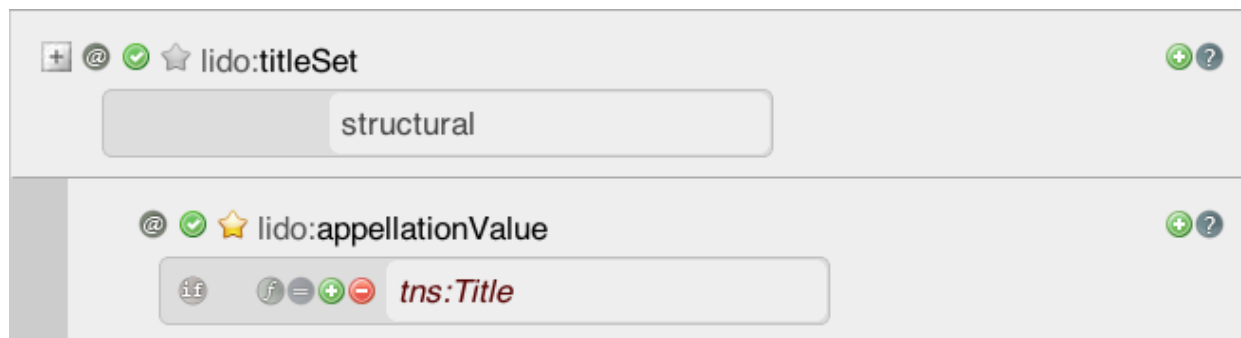 @ lido:titleSet ?
structural
@ lido:appellationValue ?
if f = tns:Title